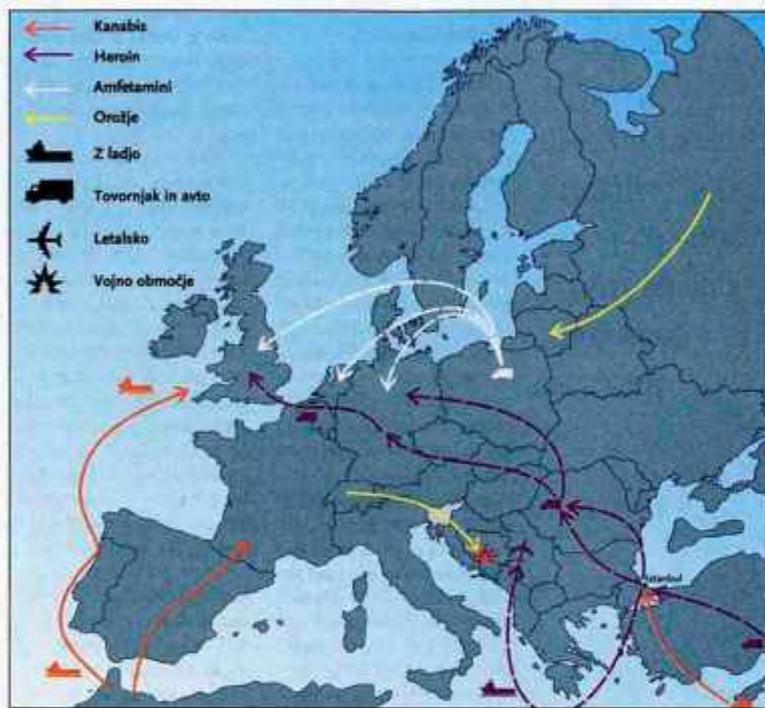 Kanabis
Heroin
Amfetamini
Orožje
Z ladjo
Tovornjak in avto
Letalsko
Vojno območje
Istanbul